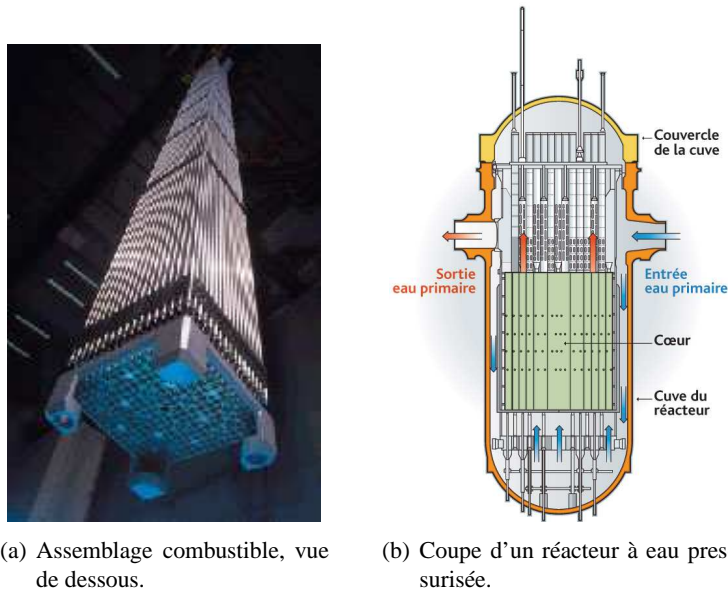 Couvercle
de la cuve
Sortie
eau primaire
Entrée
eau primaire
Cœur
Cuve du
réacteur
(a) Assemblage combustible, vue
de dessous.
(b) Coupe d'un réacteur à eau pres
surisée.